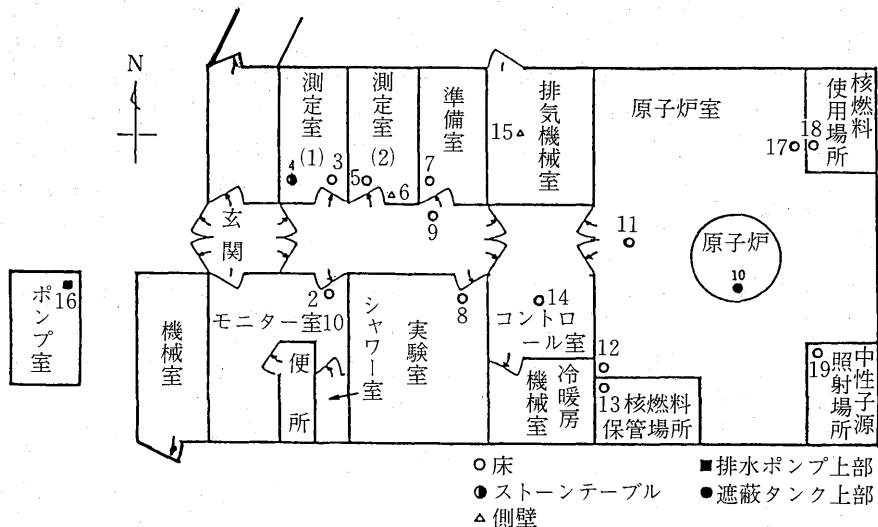 N
測定室
(1)
4
3
測定室
(2)
5
6
準備室
7
9
排気機械室
15
原子炉室
17
18
核燃料
使用場所
玄関
11
原子炉
10
ポンプ室
16
機械室
モニター室10
2
便所
シャワー室
実験室
8
14
コントロ
ール室
冷暖房
機械室
12
13核燃料
保管場所
19
中性子源
照射場所
床
ストーンテーブル
側壁
排水ポンプ上部
遮蔽タンク上部